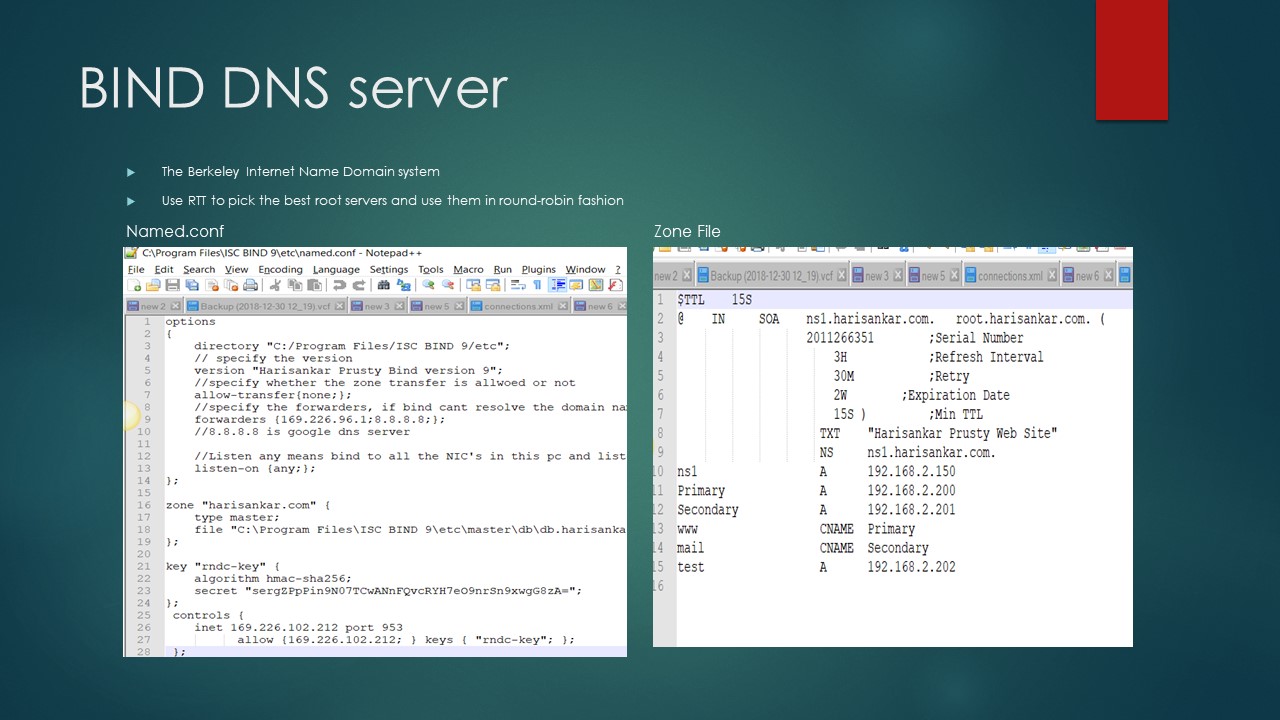 BIND DNS server
The Berkeley Internet Name Domain system
Use RTT to pick the best root servers and use them in round-robin fashion
Named.conf
C:\Program Files\ISC BIND 9\etc\named.conf - Notepad++
File Edit Search View Encoding Language Settings Tools Macro Run Plugins Window ?
new 2 Backup (2018-12-30 12_19).vcf new 3 new 5 connections.xml new 6
1 options
2 {
3 directory "C:/Program Files/ISC BIND 9/etc";
4 // specify the version
5 version "Harisankar Prusty Bind version 9";
6 //specify whether the zone transfer is allwoed or not
7 allow-transfer{none;};
8 //specify the forwarders, if bind cant resolve the domain na
9 forwarders {169.226.96.1;8.8.8.8;};
10 //8.8.8.8 is google dns server
11
12 //Listen any means bind to all the NIC's in this pc and list
13 listen-on {any;};
14 };
15
16 zone "harisankar.com" {
17 type master;
18 file "C:\Program Files\ISC BIND 9\etc\master\db\db.harisanka
19 };
20
21 key "rndc-key" {
22 algorithm hmac-sha256;
23 secret "sergZPpPin9N07TCwANnFQvcRYH7eO9nrSn9xwgG8zA=";
24 };
25 controls {
26 inet 169.226.102.212 port 953
27 allow {169.226.102.212; } keys { "rndc-key"; };
28 };
Zone File
new 2 Backup (2018-12-30 12_19).vcf new 3 new 5 connections.xml new 6
1 $TTL 15S
2 @ IN SOA ns1.harisankar.com. root.harisankar.com. (
3 2011266351 ;Serial Number
4 3H ;Refresh Interval
5 30M ;Retry
6 2W ;Expiration Date
7 15S ) ;Min TTL
8 TXT "Harisankar Prusty Web Site"
9 NS ns1.harisankar.com.
10 ns1 A 192.168.2.150
11 Primary A 192.168.2.200
12 Secondary A 192.168.2.201
13 www CNAME Primary
14 mail CNAME Secondary
15 test A 192.168.2.202
16